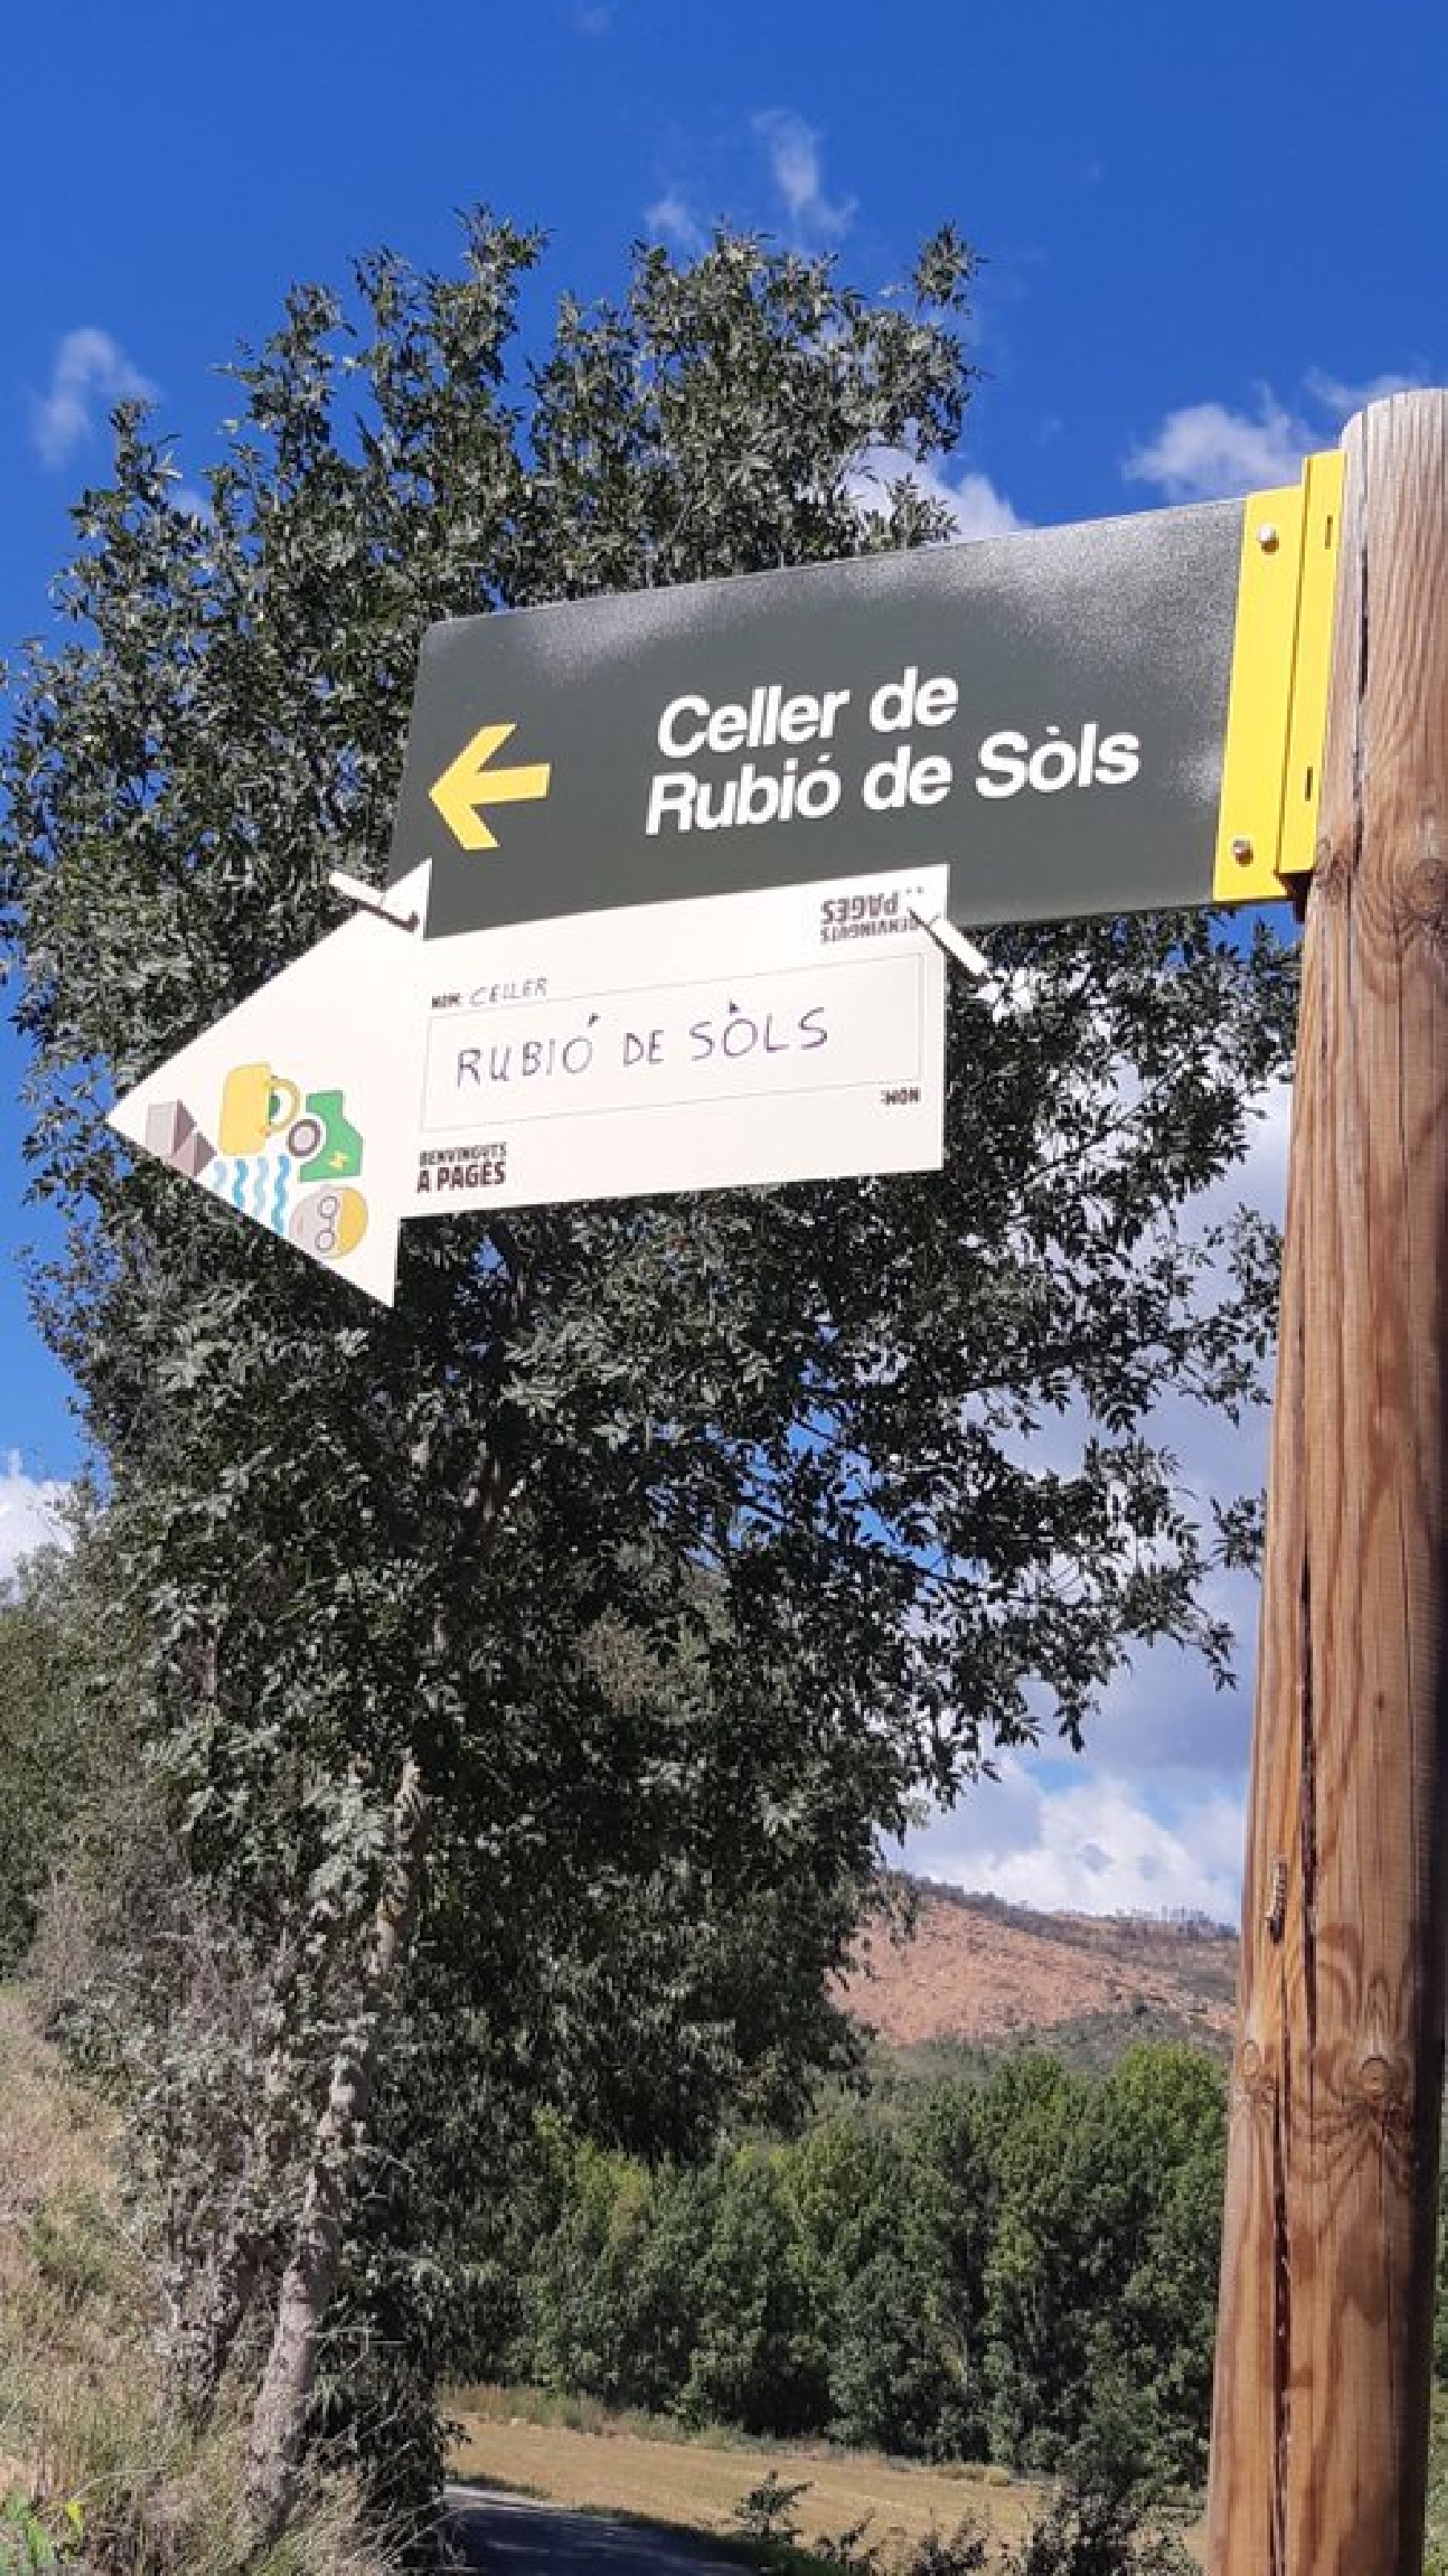 Celler de
Rubió de Sòls
BENVINGUTS
A PAGÈS
NOM: CELLER
RUBIÓ DE SÒLS
NOM:
BENVINGUTS
A PAGÈS